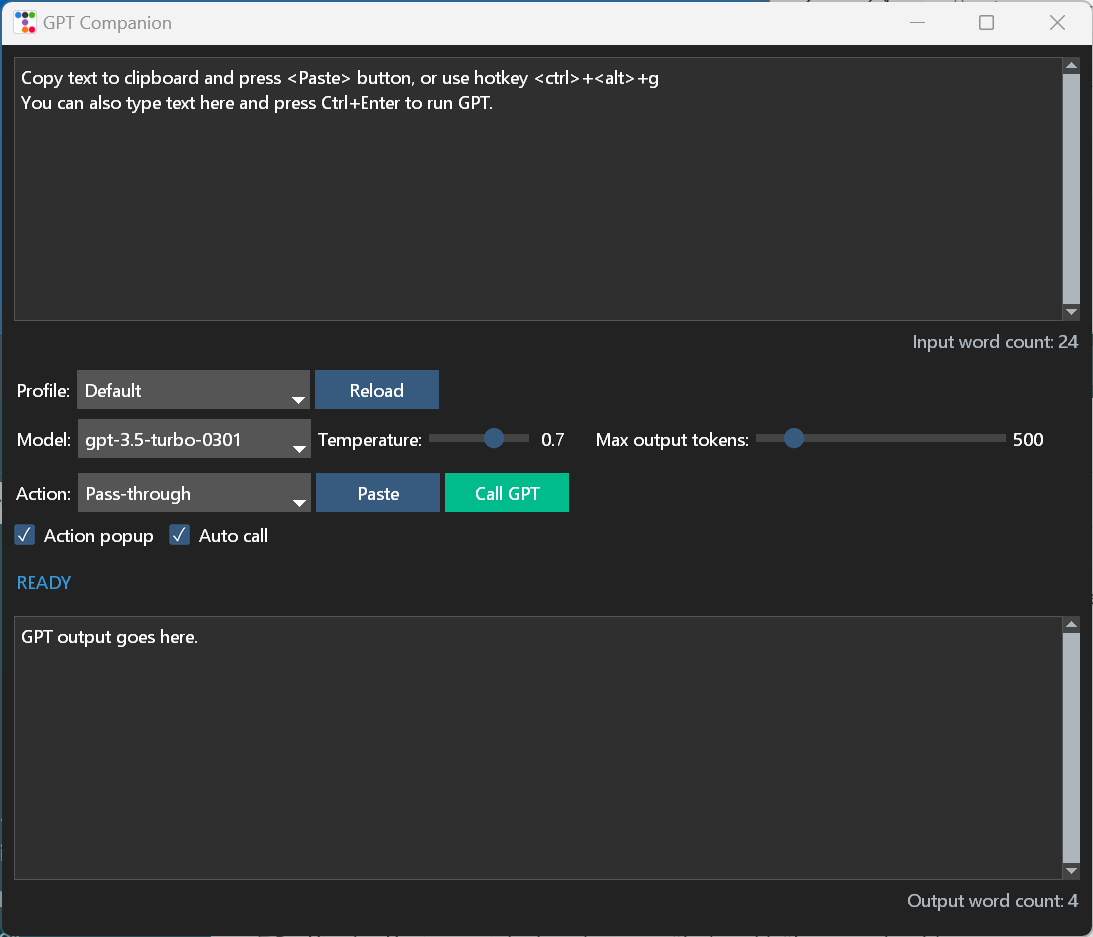 GPT Companion
Copy text to clipboard and press <Paste> button, or use hotkey <ctrl>+<alt>+g
You can also type text here and press Ctrl+Enter to run GPT.
Input word count: 24
Profile: Default Reload
Model: gpt-3.5-turbo-0301 Temperature: 0.7 Max output tokens: 500
Action: Pass-through Paste Call GPT
Action popup Auto call
READY
GPT output goes here.
Output word count: 4